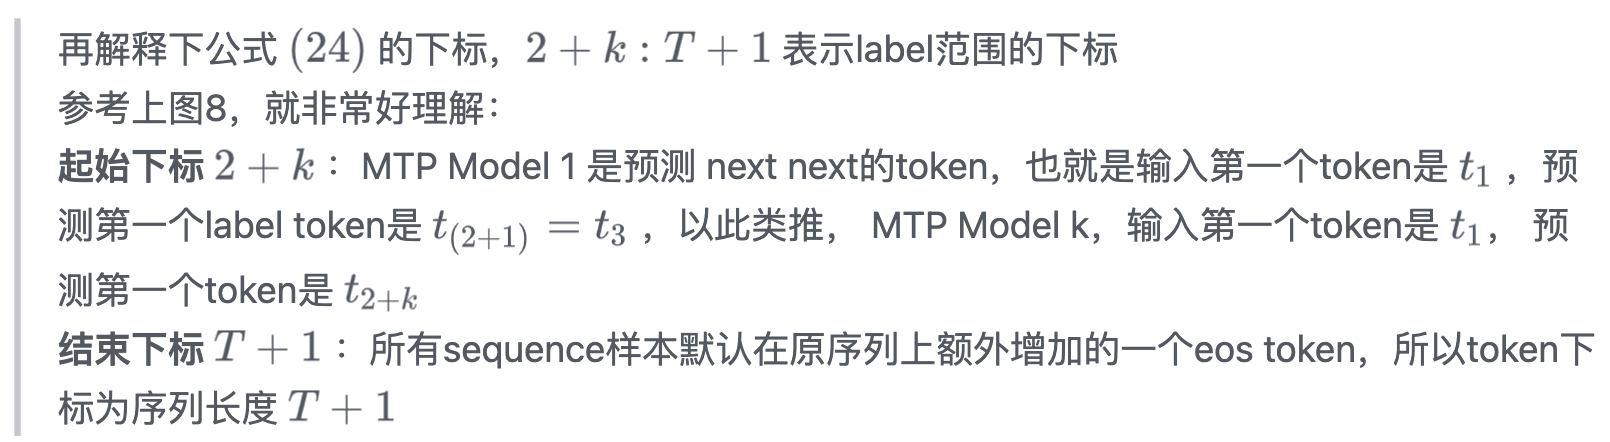 再解释下公式 (24) 的下标，2 + k : T + 1 表示label范围的下标
参考上图8，就非常好理解：
起始下标 2 + k ：MTP Model 1 是预测 next next的token，也就是输入第一个token是 t₁ ，预
测第一个label token是 t₍₂₊₁₎ = t₃ ，以此类推， MTP Model k，输入第一个token是 t₁， 预
测第一个token是 t₂₊ₖ
结束下标 T + 1 ：所有sequence样本默认在原序列上额外增加的一个eos token，所以token下
标为序列长度 T + 1